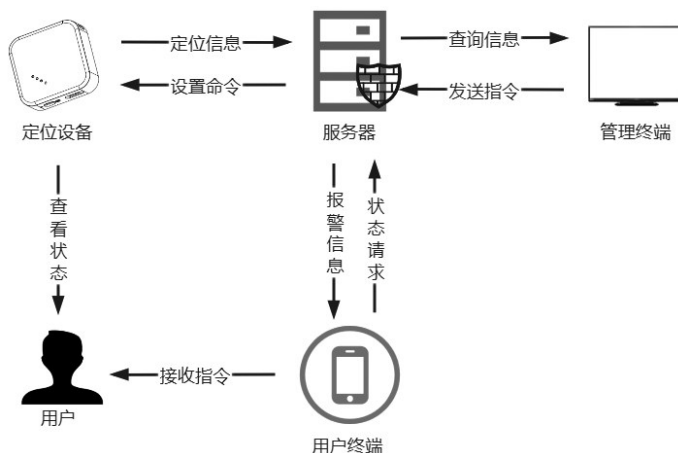 定位信息
查询信息
设置命令
发送指令
定位设备
服务器
管理终端
查看状态
报警信息
状态请求
接收指令
用户
用户终端